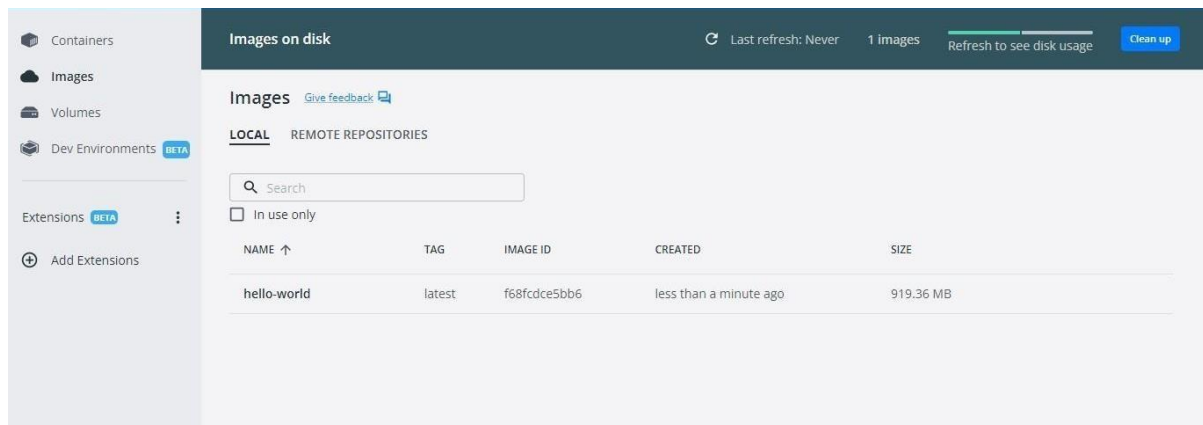 Containers
Images
Volumes
Dev Environments BETA
Extensions BETA
Add Extensions
Images on disk Last refresh: Never 1 images Refresh to see disk usage Clean up
Images Give feedback
LOCAL REMOTE REPOSITORIES
Search
In use only
NAME TAG IMAGE ID CREATED SIZE
hello-world latest f68fcdce5bb6 less than a minute ago 919.36 MB